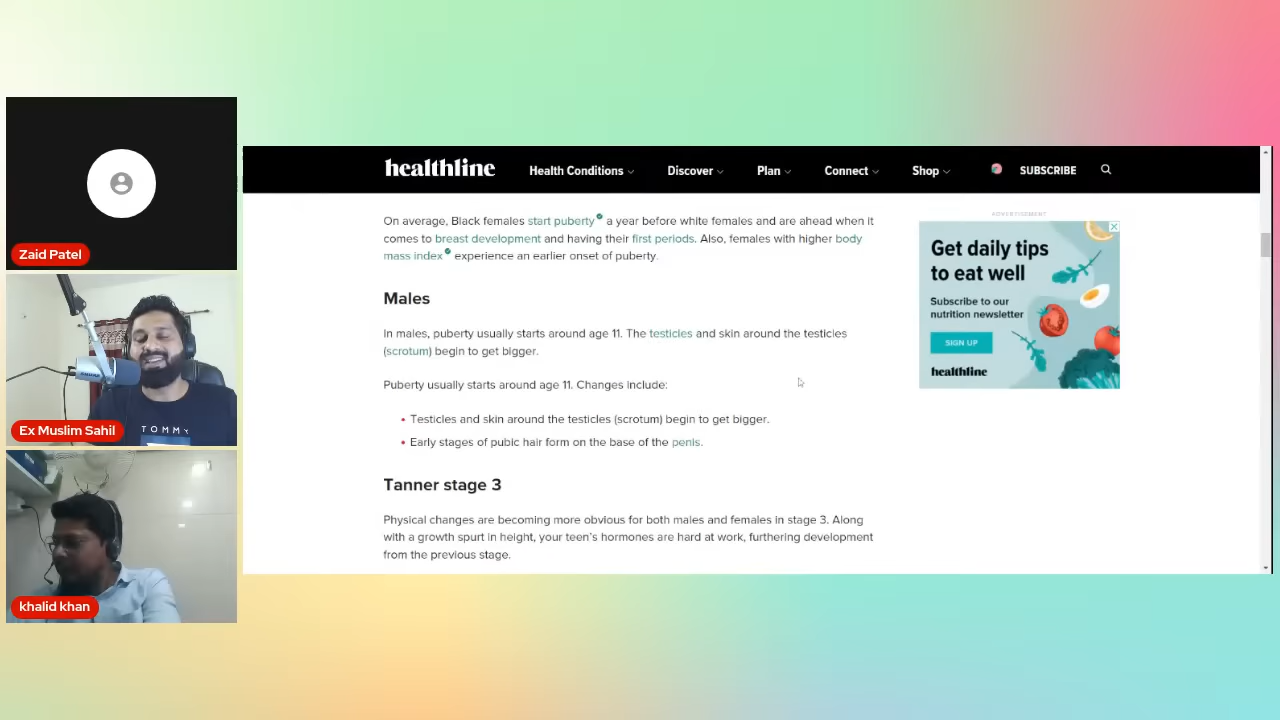 healthline
Health Conditions
Discover
Plan
Connect
Shop
SUBSCRIBE
On average, Black females start puberty a year before white females and are ahead when it
comes to breast development and having their first periods. Also, females with higher body
mass index experience an earlier onset of puberty.
Males
In males, puberty usually starts around age 11. The testicles and skin around the testicles
(scrotum) begin to get bigger.
Puberty usually starts around age 11. Changes include:
• Testicles and skin around the testicles (scrotum) begin to get bigger.
• Early stages of pubic hair form on the base of the penis.
Tanner stage 3
Physical changes are becoming more obvious for both males and females in stage 3. Along
with a growth spurt in height, your teen's hormones are hard at work, furthering development
from the previous stage.
ADVERTISEMENT
Get daily tips
to eat well
Subscribe to our
nutrition newsletter
SIGN UP
healthline
Zaid Patel
TOMMY
Ex Muslim Sahil
khalid khan